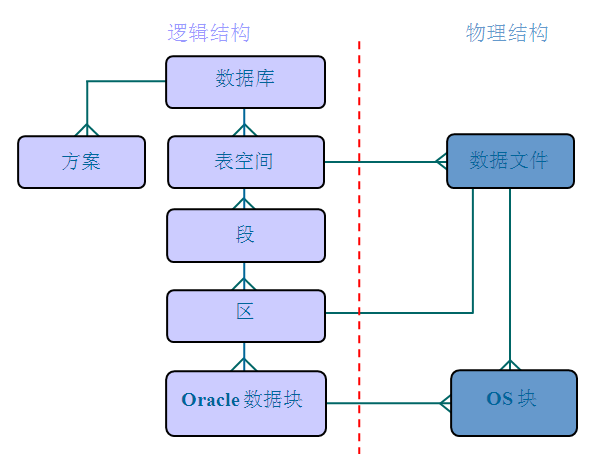 逻辑结构
物理结构
数据库
方案
表空间
数据文件
段
区
Oracle 数据块
OS 块